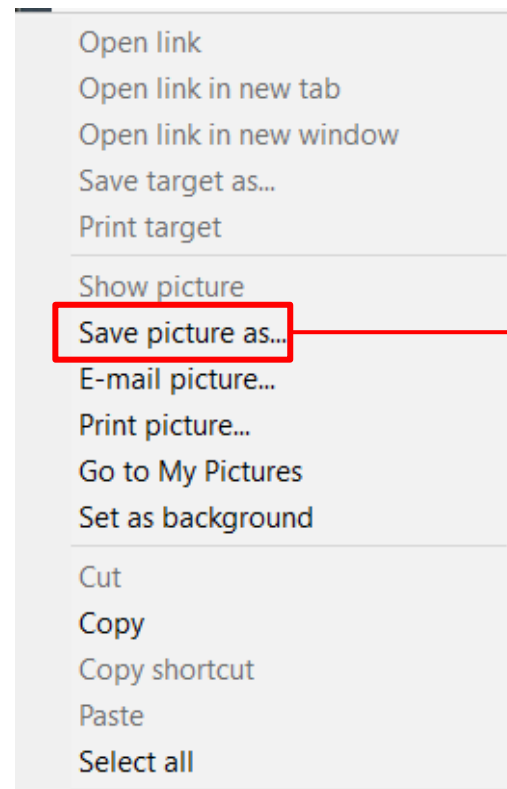 Open link
Open link in new tab
Open link in new window
Save target as...
Print target
Show picture
Save picture as...
E-mail picture...
Print picture...
Go to My Pictures
Set as background
Cut
Copy
Copy shortcut
Paste
Select all